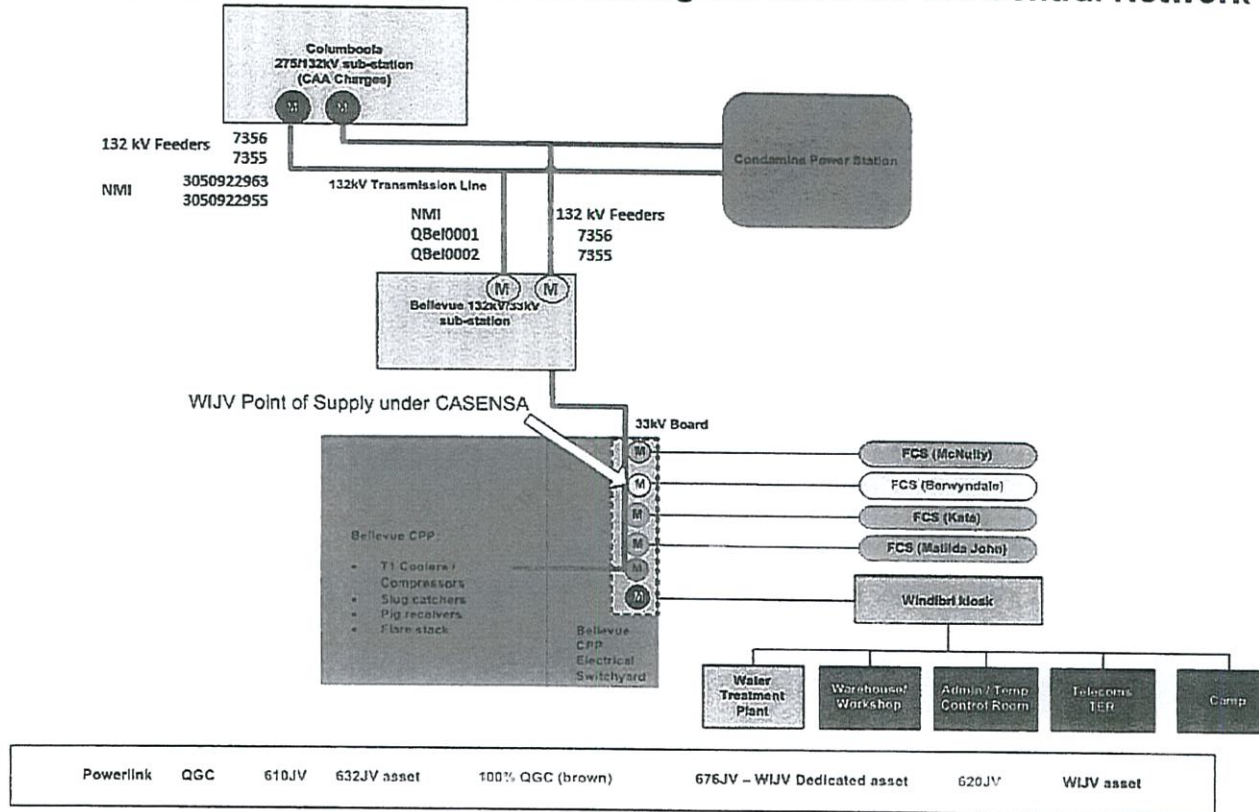 Network
Columboola
275/132kV sub-station
(CAA Charges)
M M
132 kV Feeders 7356
7355
NMI 3050922963
3050922955
132kV Transmission Line
Condamine Power Station
NMI
QBel0001
QBel0002
132 kV Feeders
7356
7355
M M
Bellevue 132kV/33kV
sub-station
WIJV Point of Supply under CASENSA
33kV Board
M
M
M
M
M
M
FCS (McNulty)
FCS (Berwyndale)
FCS (Kate)
FCS (Matilda John)
Bellevue CPP:
• T1 Coolers /
Compressors
• Slug catchers
• Pig receivers
• Flare stack
Bellevue
CPP
Electrical
Switchyard
Windibri kiosk
Water
Treatment
Plant
Warehouse/
Workshop
Admin / Temp
Control Room
Telecoms
TER
Camp
Powerlink QGC 610JV 632JV asset 100% QGC (brown) 675JV – WIJV Dedicated asset 620JV WIJV asset